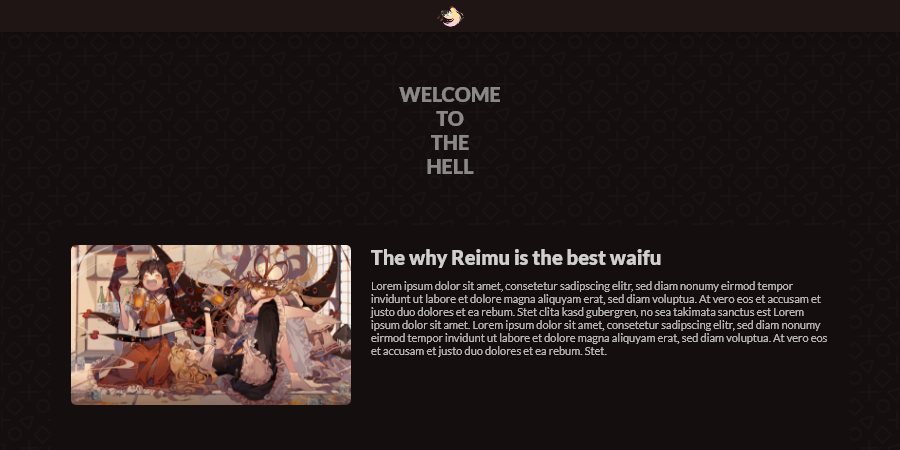 WELCOME
TO
THE
HELL
The why Reimu is the best waifu
Lorem ipsum dolor sit amet, consetetur sadipscing elitr, sed diam nonumy eirmod tempor
invidunt ut labore et dolore magna aliquyam erat, sed diam voluptua. At vero eos et accusam et
justo duo dolores et ea rebum. Stet clita kasd gubergren, no sea takimata sanctus est Lorem
ipsum dolor sit amet. Lorem ipsum dolor sit amet, consetetur sadipscing elitr, sed diam nonumy
eirmod tempor invidunt ut labore et dolore magna aliquyam erat, sed diam voluptua. At vero eos
et accusam et justo duo dolores et ea rebum. Stet.